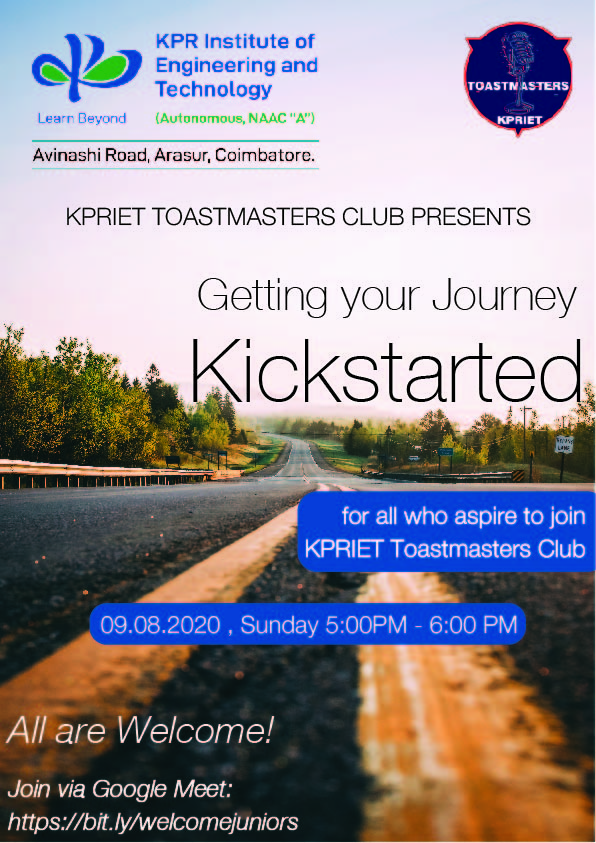 KPR Institute of
Engineering and
Technology
Learn Beyond
(Autonomous, NAAC "A")
Avinashi Road, Arasur, Coimbatore.
TOASTMASTERS
KPRIET
KPRIET TOASTMASTERS CLUB PRESENTS
Getting your Journey
Kickstarted
for all who aspire to join
KPRIET Toastmasters Club
09.08.2020 , Sunday 5:00PM - 6:00 PM
All are Welcome!
Join via Google Meet:
https://bit.ly/welcomejuniors